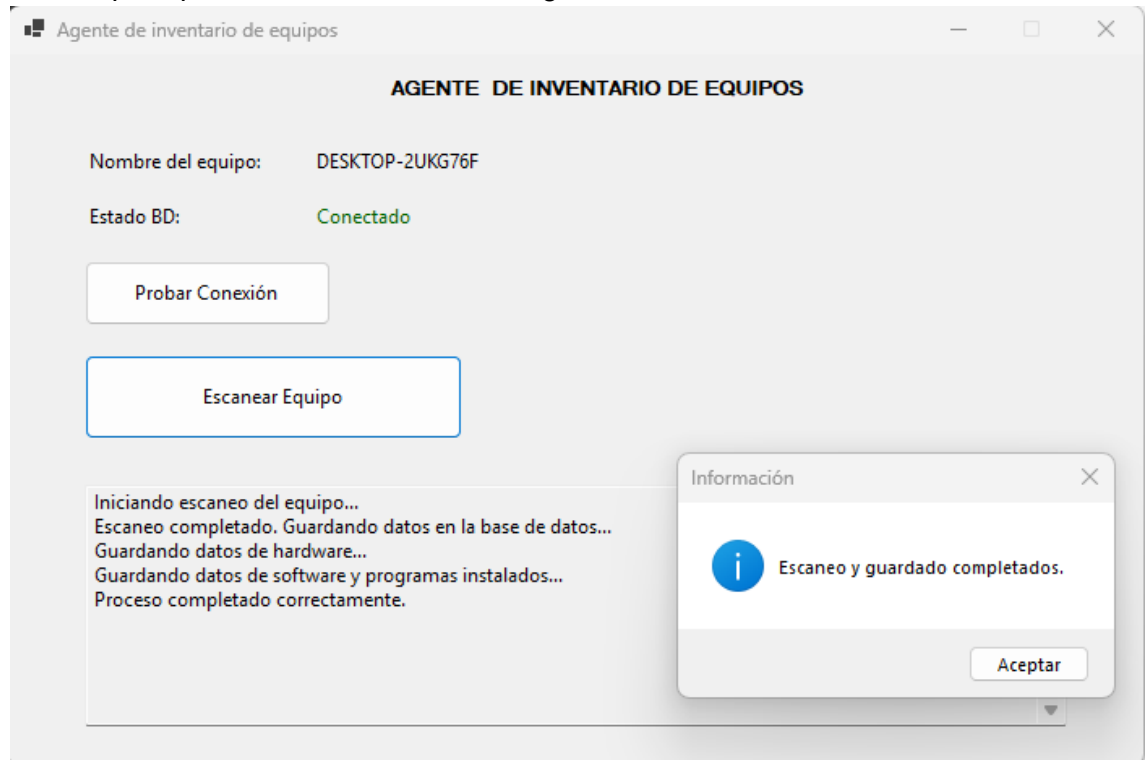 Agente de inventario de equipos
AGENTE DE INVENTARIO DE EQUIPOS
Nombre del equipo: DESKTOP-2UKG76F
Estado BD: Conectado
Probar Conexión
Escanear Equipo
Iniciando escaneo del equipo...
Escaneo completado. Guardando datos en la base de datos...
Guardando datos de hardware...
Guardando datos de software y programas instalados...
Proceso completado correctamente.
Información
Escaneo y guardado completados.
Aceptar